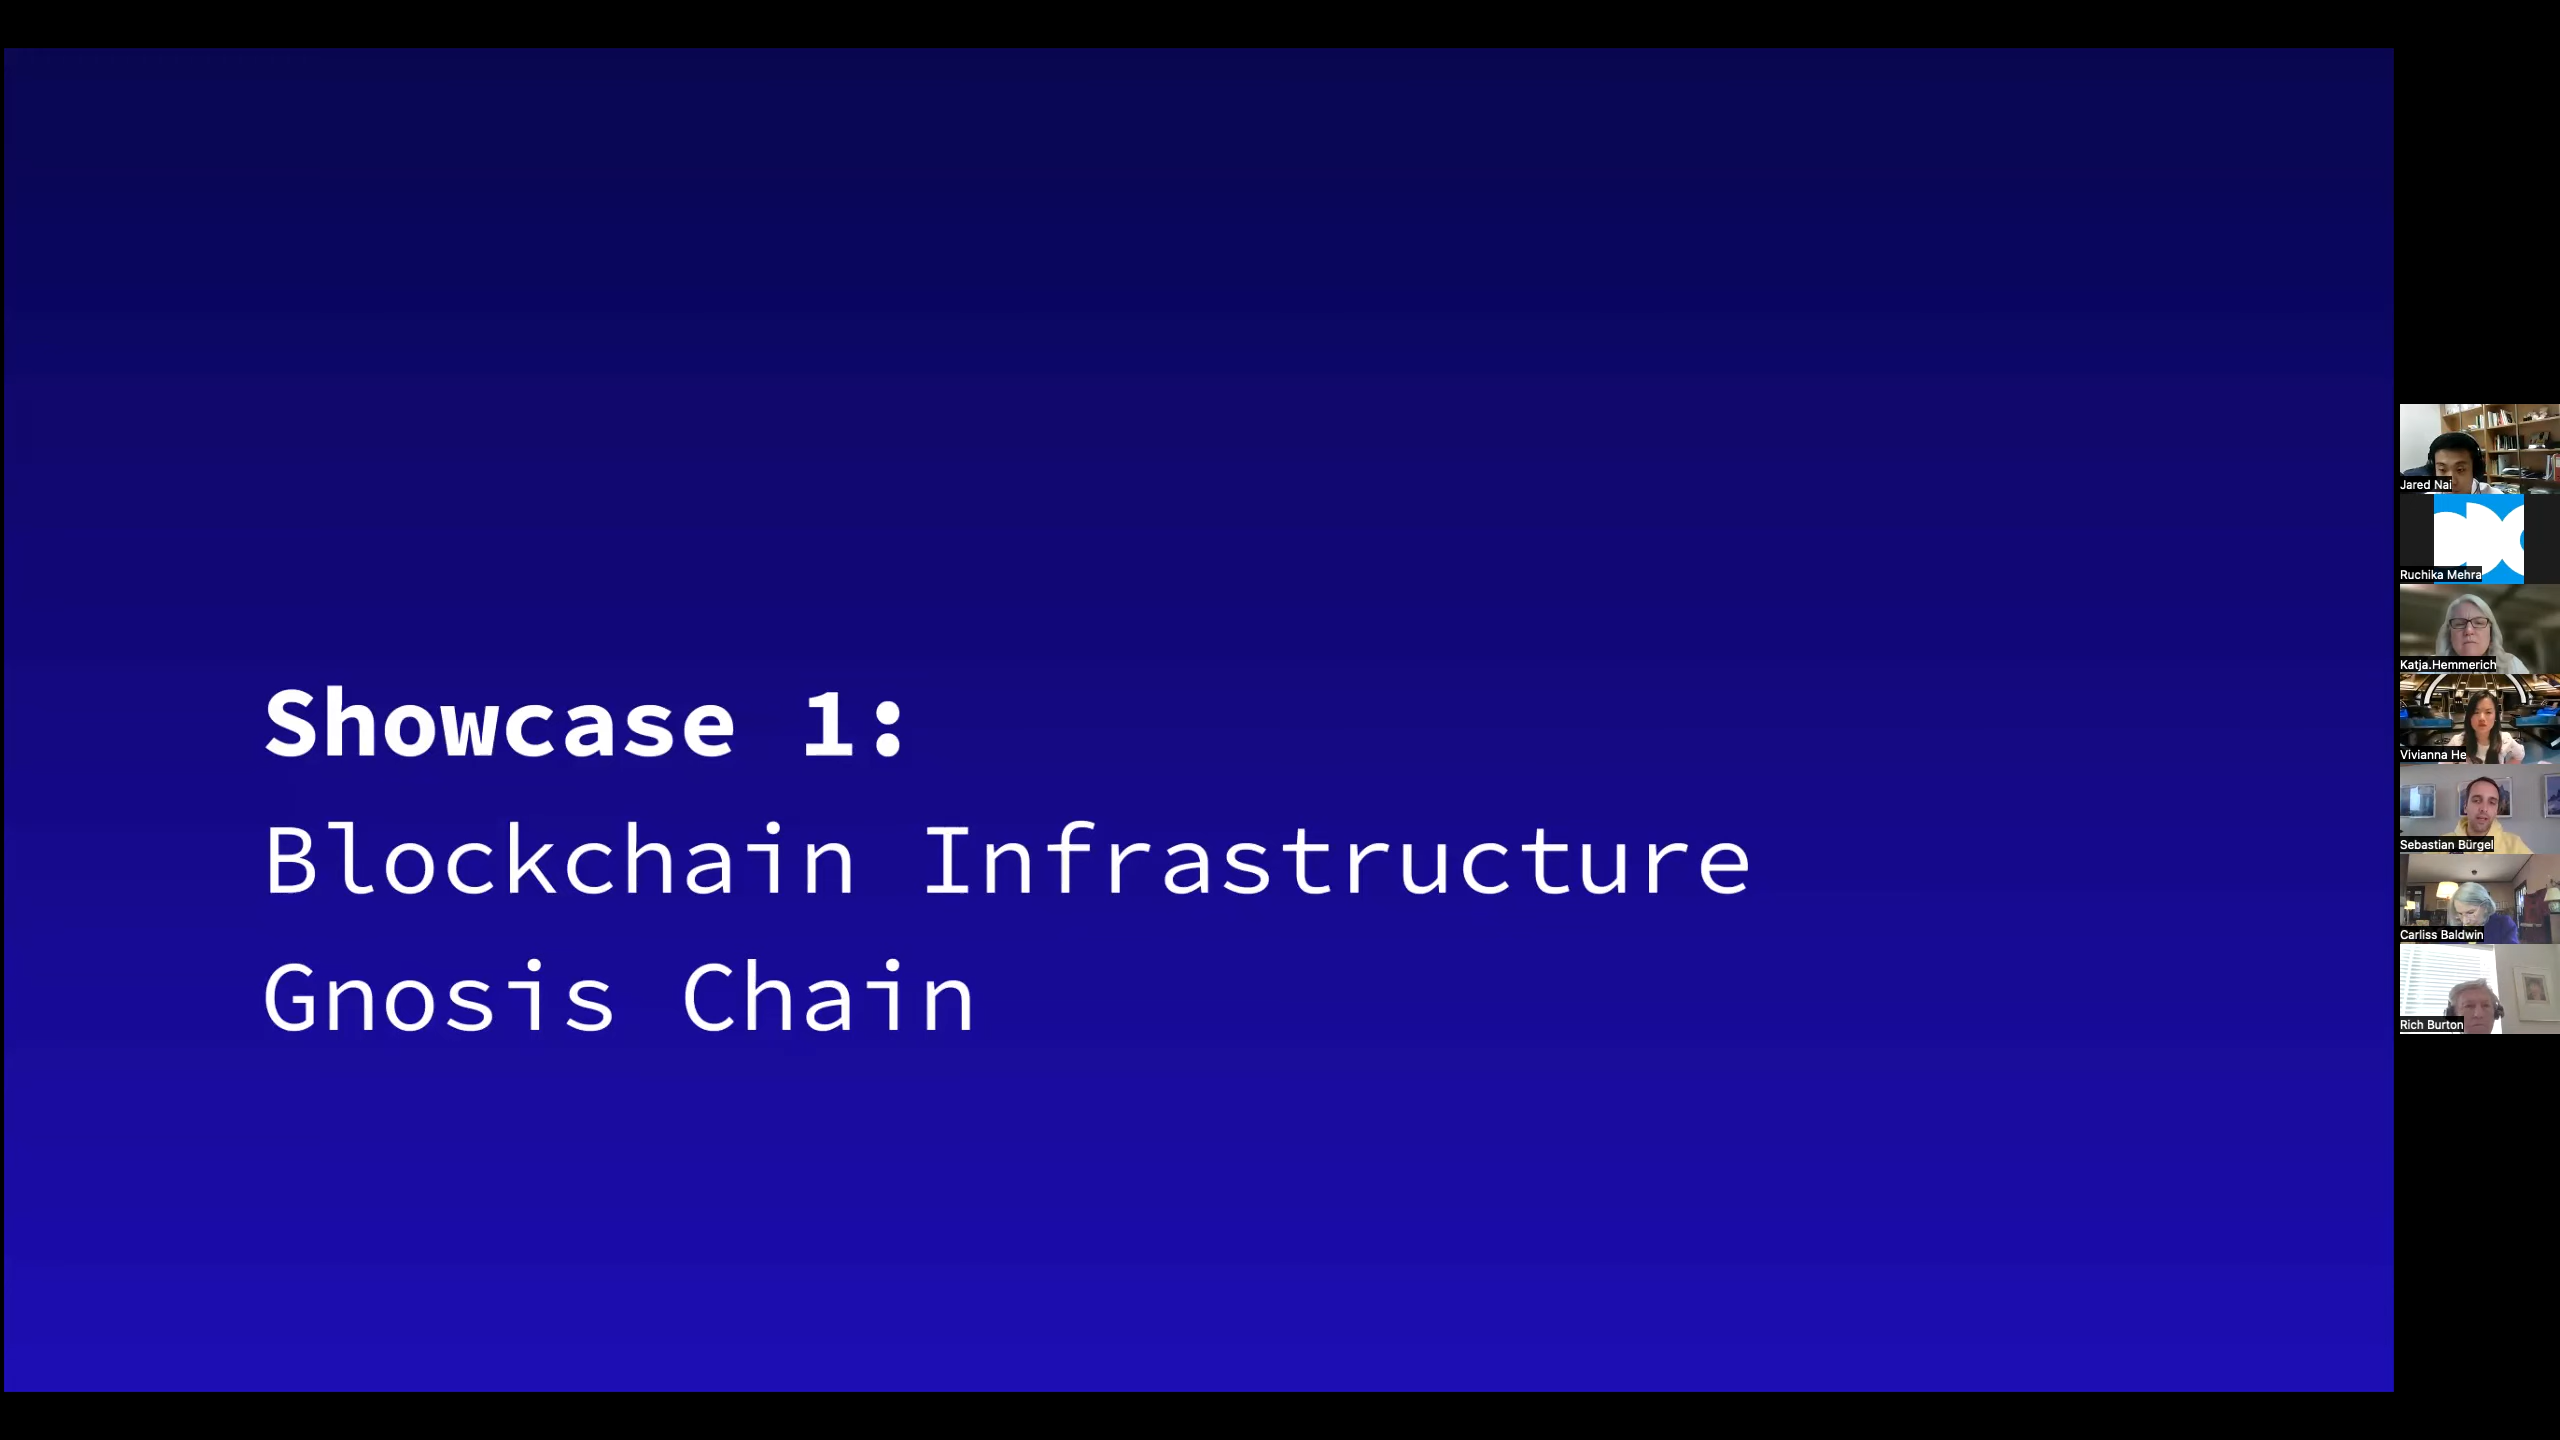 Showcase 1:
Blockchain Infrastructure
Gnosis Chain
Jared Nai
Ruchika Mehra
Katja.Hemmerich
Vivianna He
Sebastian Bürgel
Carliss Baldwin
Rich Burton